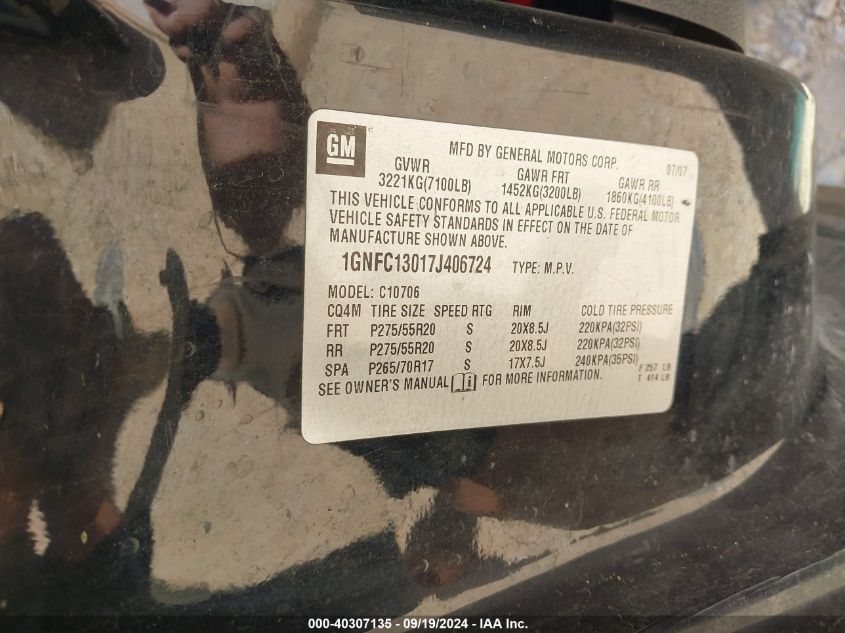 GM
MFD BY GENERAL MOTORS CORP. 07/07
GVWR GAWR FRT GAWR RR
3221KG(7100LB) 1452KG(3200LB) 1860KG(4100LB)
THIS VEHICLE CONFORMS TO ALL APPLICABLE U.S. FEDERAL MOTOR
VEHICLE SAFETY STANDARDS IN EFFECT ON THE DATE OF
MANUFACTURE SHOWN ABOVE.
1GNFC13017J406724 TYPE: M.P.V.
MODEL: C10706
CQ4M TIRE SIZE SPEED RTG RIM COLD TIRE PRESSURE
FRT P275/55R20 S 20X8.5J 220KPA(32PSI)
RR P275/55R20 S 20X8.5J 220KPA(32PSI)
SPA P265/70R17 S 17X7.5J 240KPA(35PSI)
F 257 LB
T 414 LB
SEE OWNER'S MANUAL FOR MORE INFORMATION.
000-40307135 - 09/19/2024 - IAA Inc.